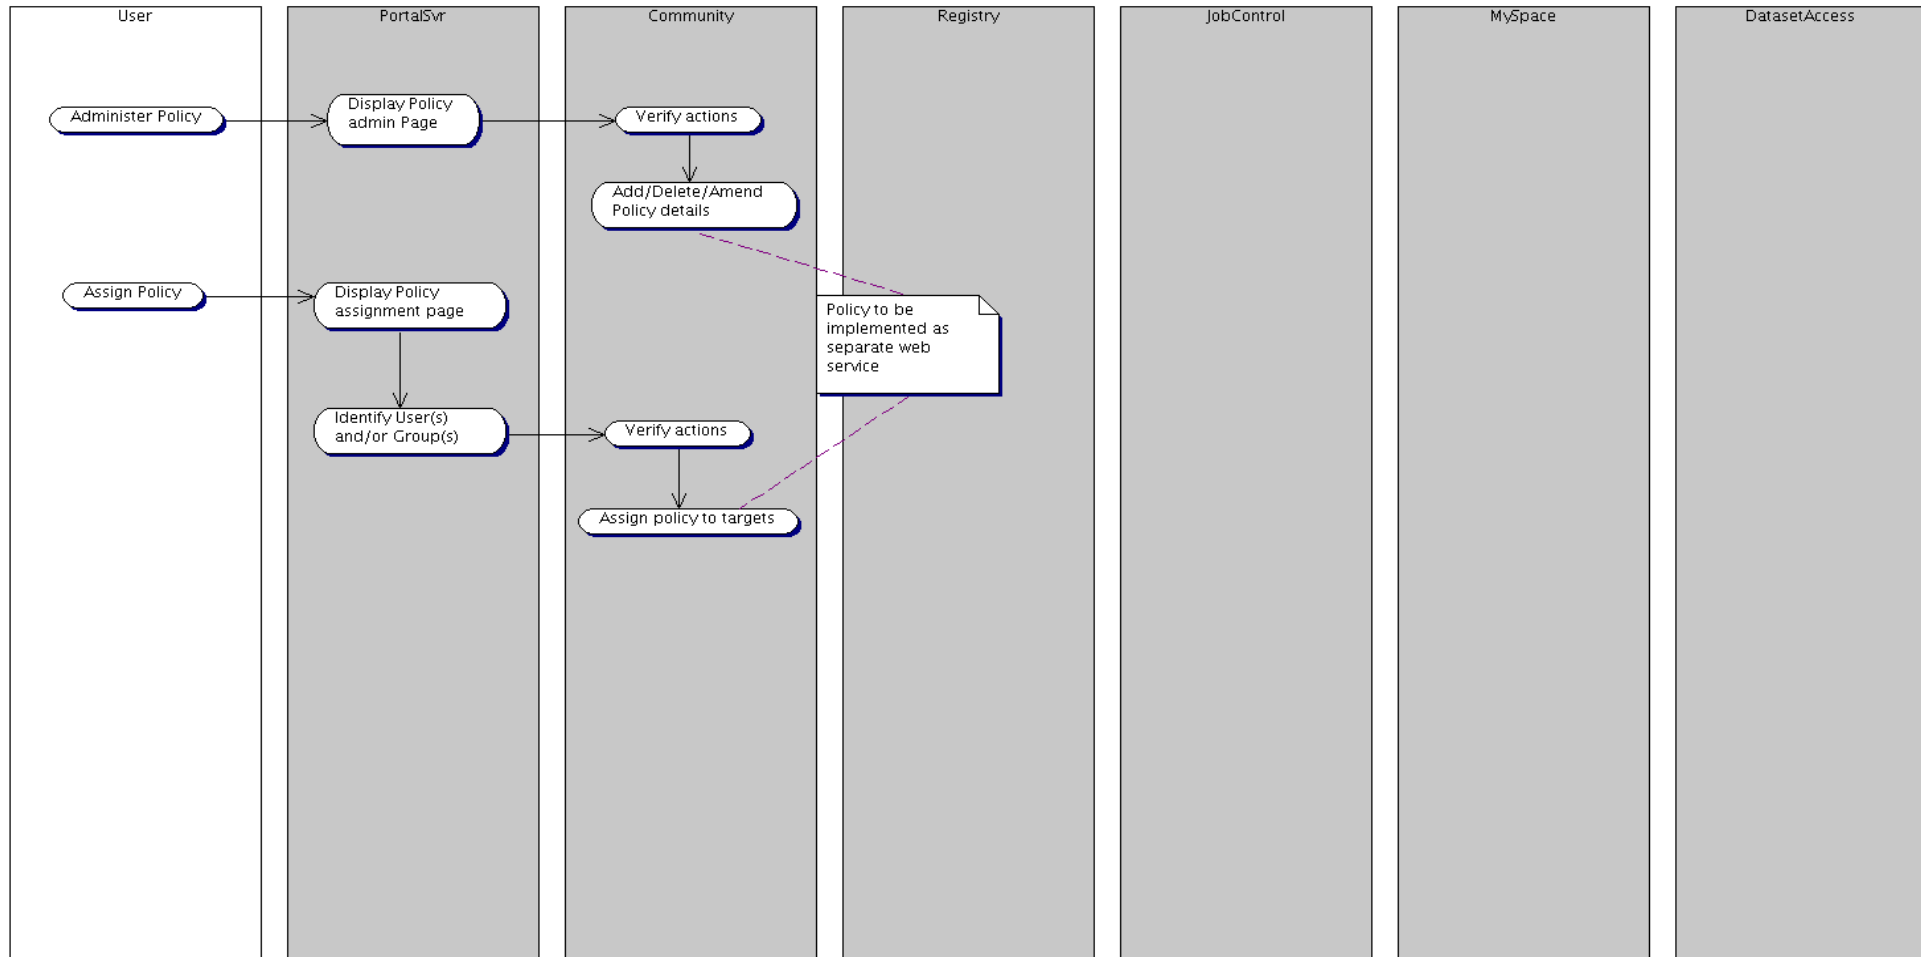 User
PortalSvr
Community
Registry
JobControl
MySpace
DatasetAccess
Administer Policy
Display Policy
admin Page
Verify actions
Add/Delete/Amend
Policy details
Assign Policy
Display Policy
assignment page
Policy to be
implemented as
separate web
service
Identify User(s)
and/or Group(s)
Verify actions
Assign policy to targets